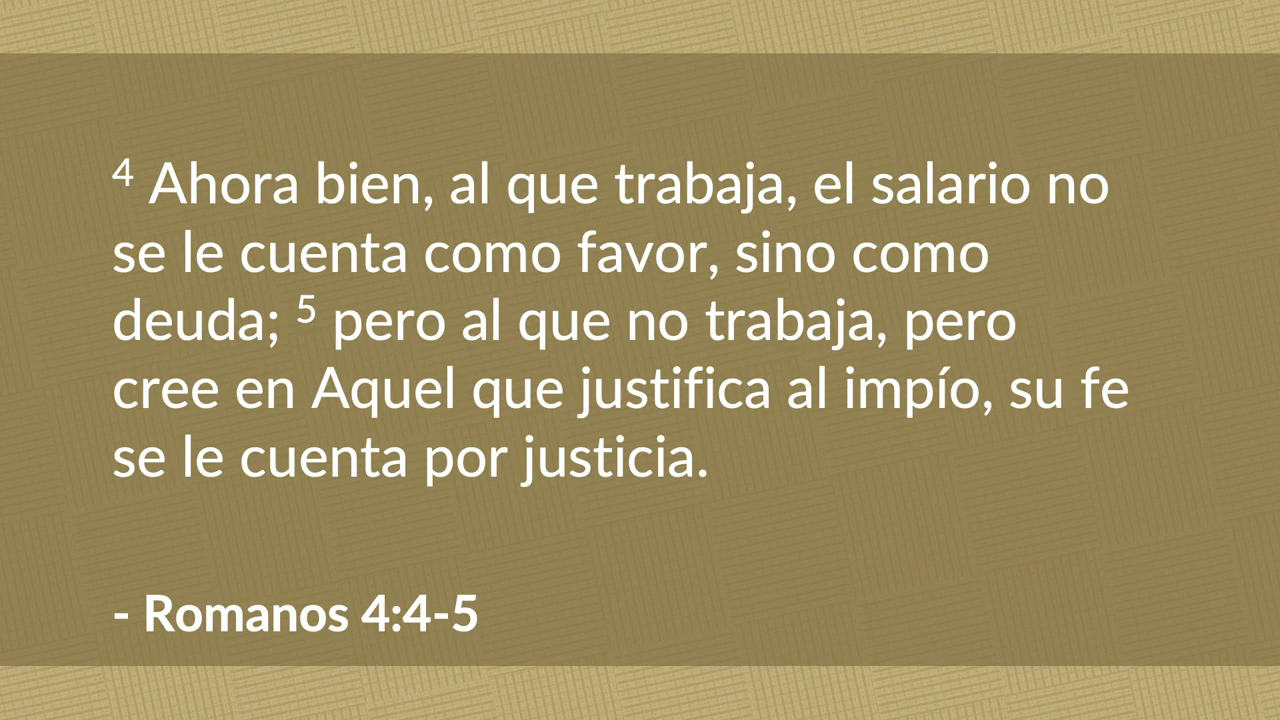 4 Ahora bien, al que trabaja, el salario no
se le cuenta como favor, sino como
deuda; 5 pero al que no trabaja, pero
cree en Aquel que justifica al impío, su fe
se le cuenta por justicia.
- Romanos 4:4-5